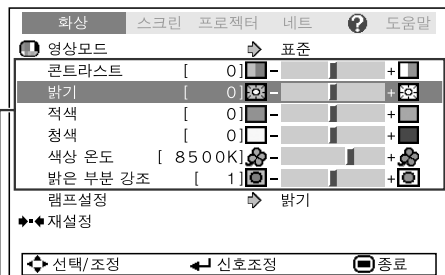 화상 스크린 프로젝터 네트 ? 도움말
영상모드 표준
콘트라스트 [ 0] - +
밝기 [ 0] - +
적색 [ 0] - +
청색 [ 0] - +
색상 온도 [ 8500K] - +
밝은 부분 강조 [ 1] - +
램프설정 밝기
재설정
선택/조정 신호조정 종료